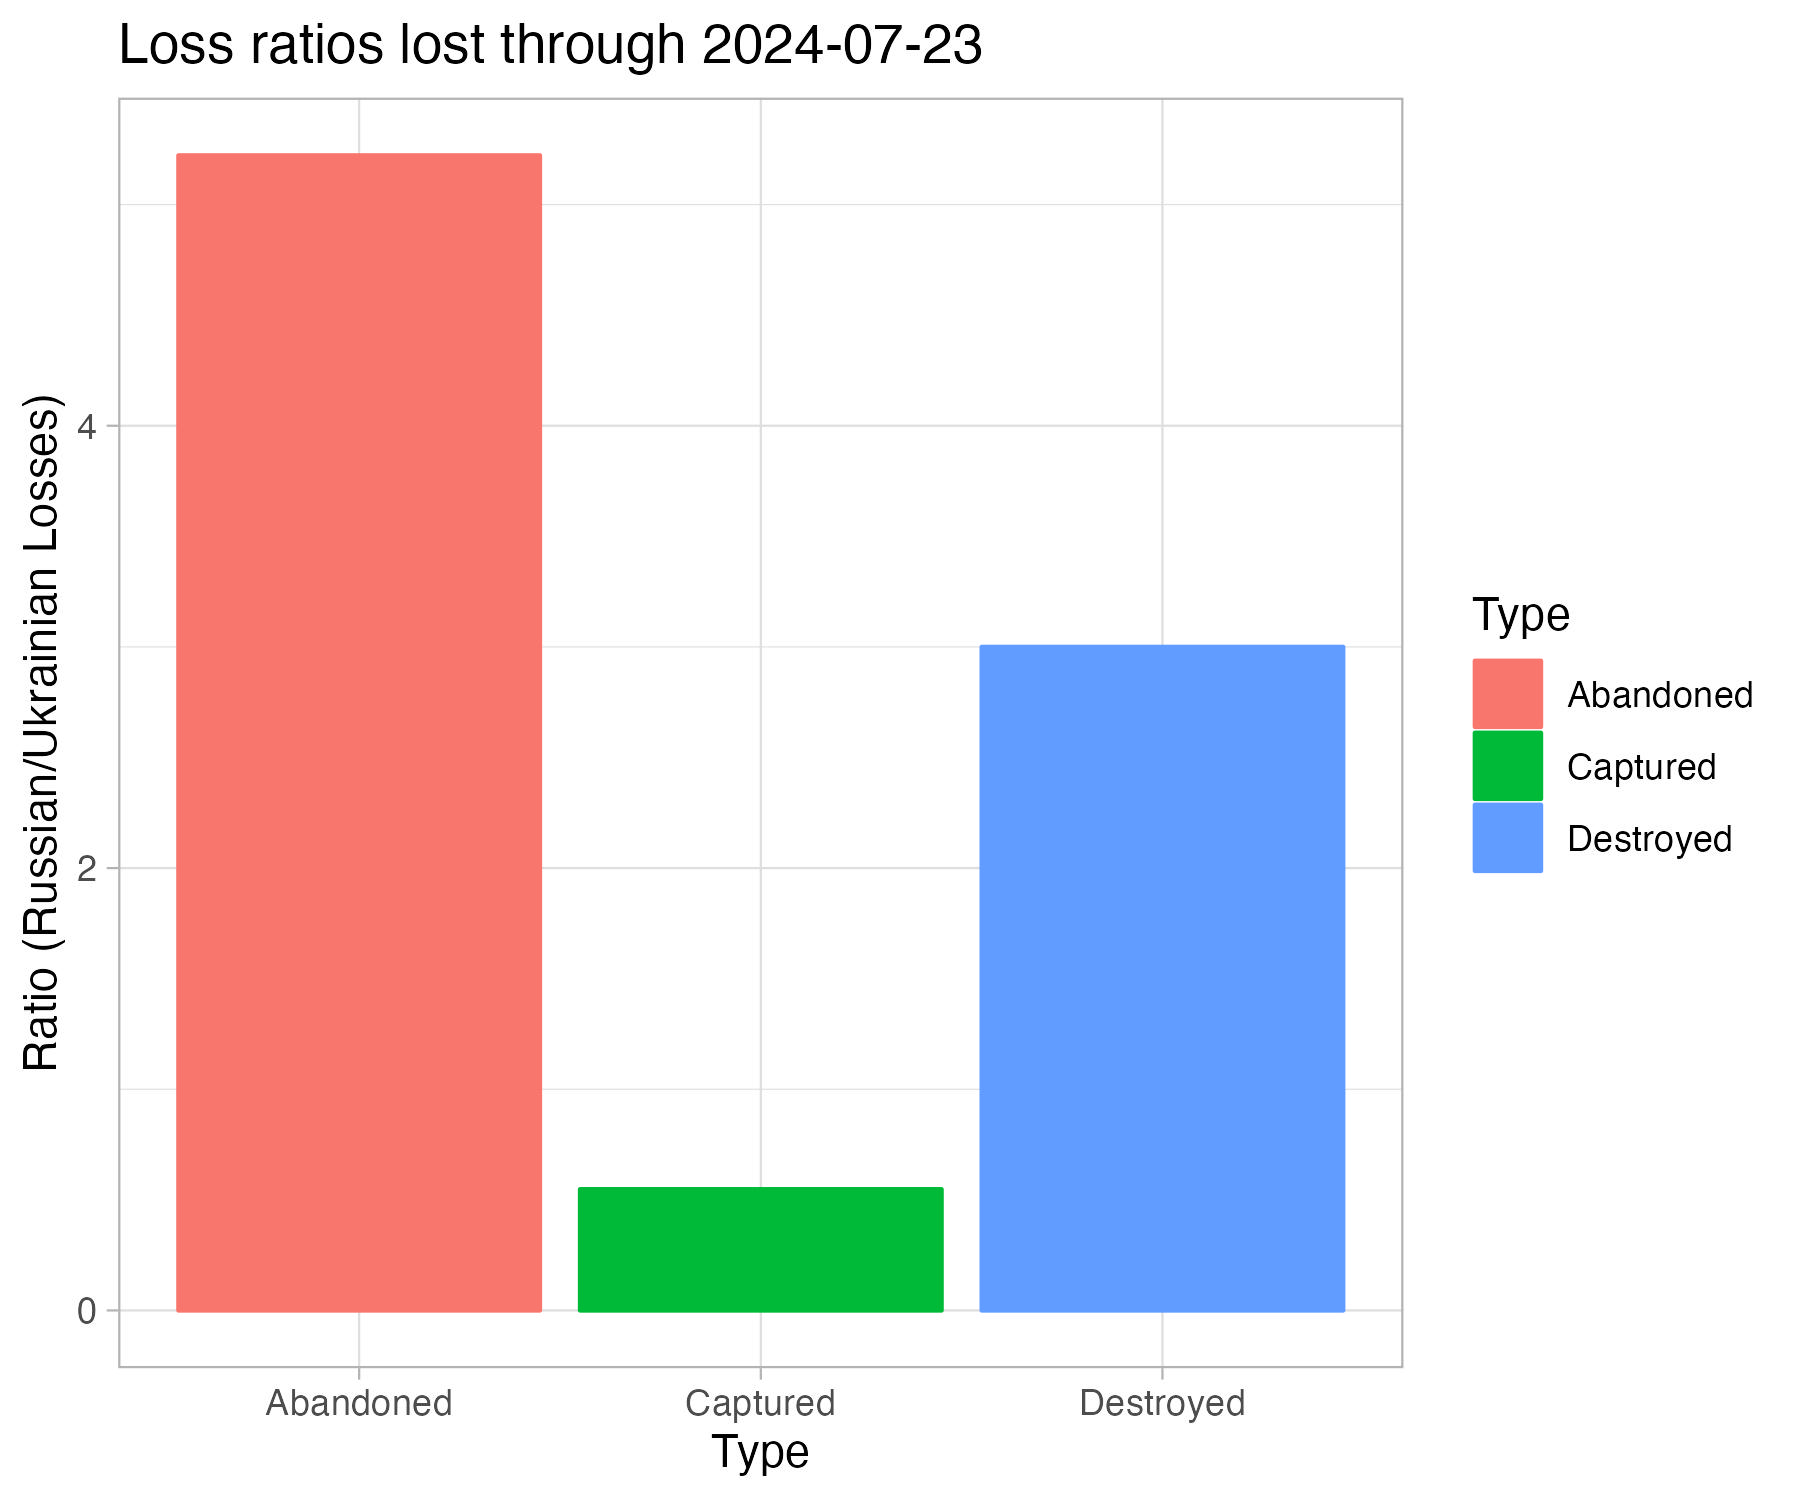 Loss ratios lost through 2024-07-23
Ratio (Russian/Ukrainian Losses)
4
2
0
Abandoned
Captured
Destroyed
Type
Type
Abandoned
Captured
Destroyed